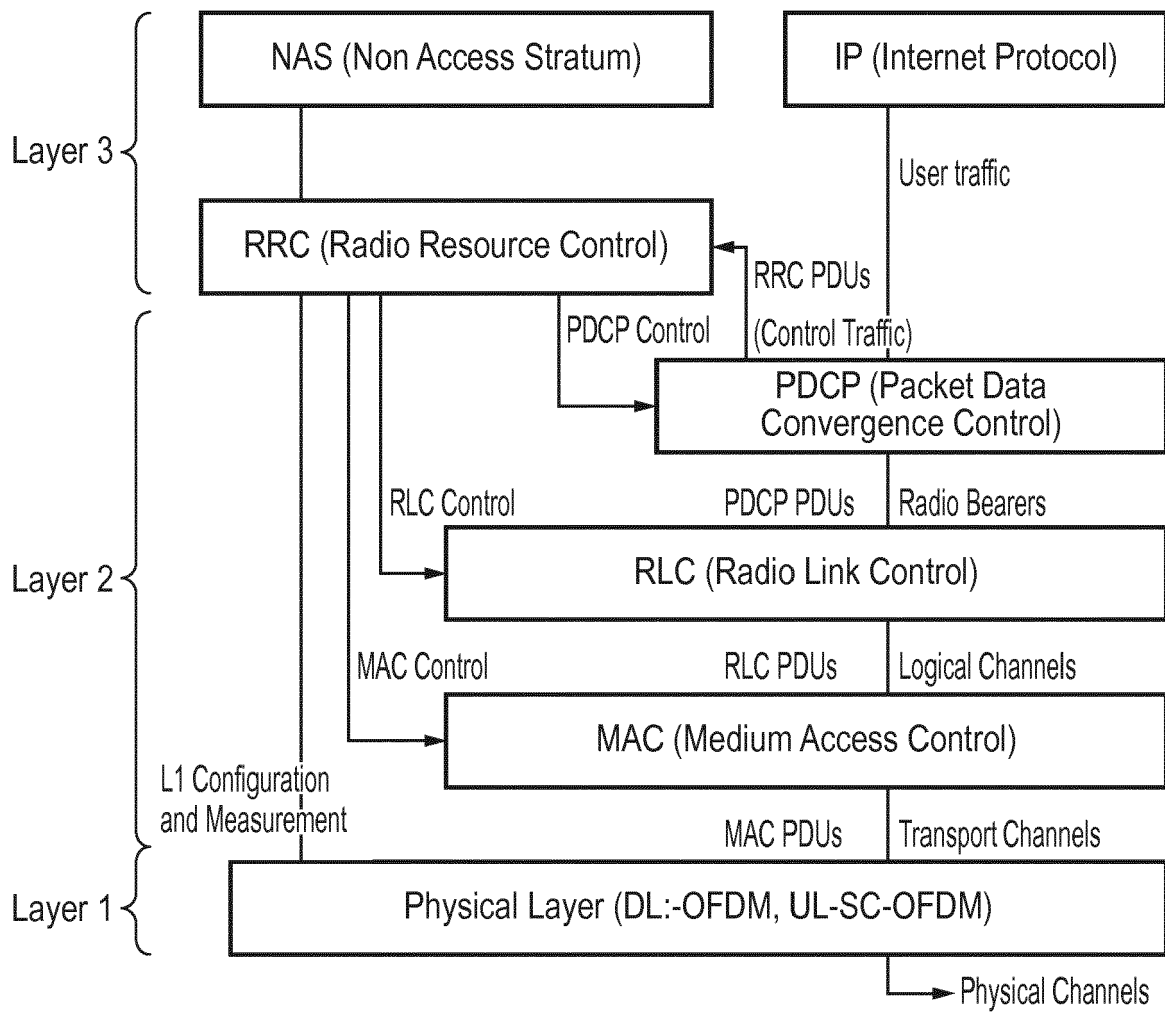 NAS (Non Access Stratum)
IP (Internet Protocol)
Layer 3
User traffic
RRC (Radio Resource Control)
RRC PDUs
PDCP Control
(Control Traffic)
PDCP (Packet Data
Convergence Control)
RLC Control
PDCP PDUs
Radio Bearers
Layer 2
RLC (Radio Link Control)
MAC Control
RLC PDUs
Logical Channels
MAC (Medium Access Control)
L1 Configuration
and Measurement
MAC PDUs
Transport Channels
Layer 1
Physical Layer (DL:-OFDM, UL-SC-OFDM)
Physical Channels